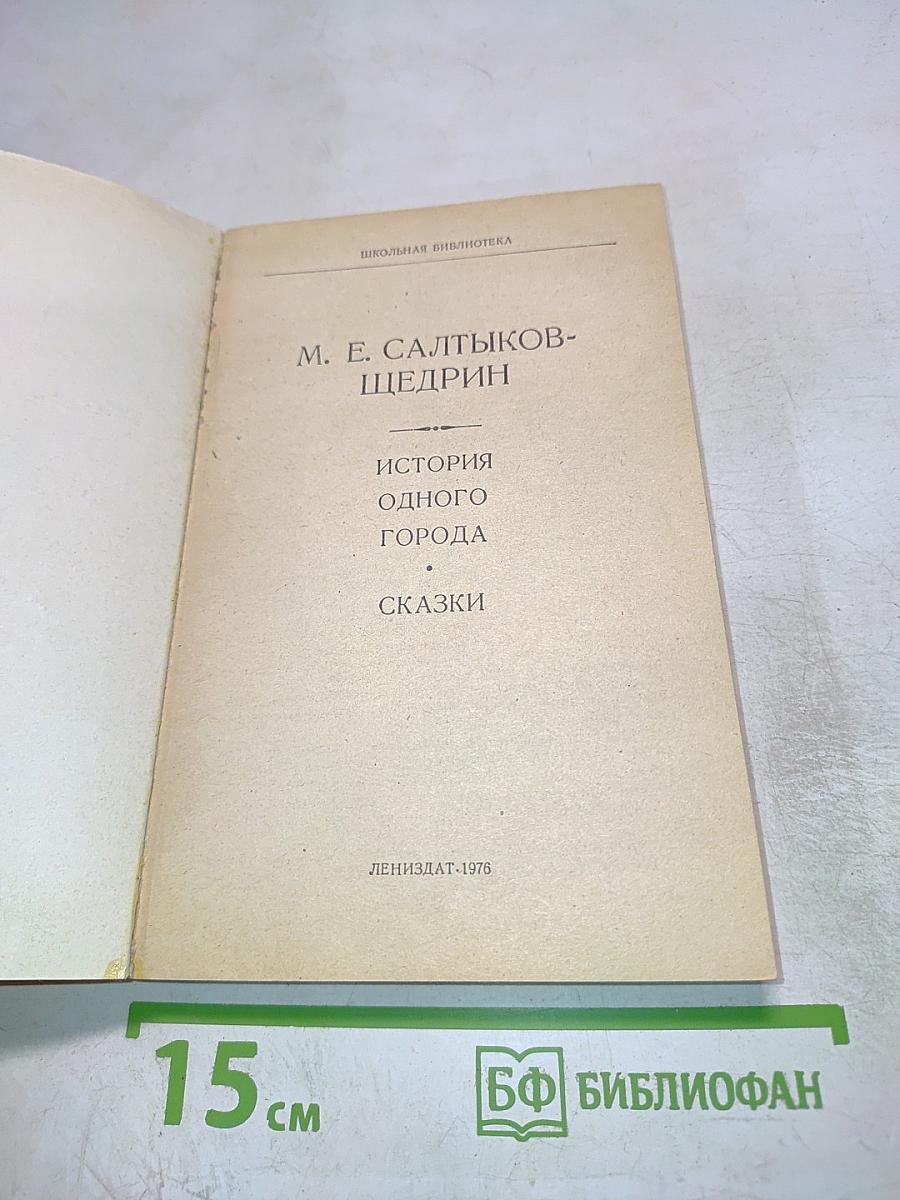 ШКОЛЬНАЯ БИБЛИОТЕКА
М. Е. САЛТЫКОВ-
ЩЕДРИН
ИСТОРИЯ
ОДНОГО
ГОРОДА
•
СКАЗКИ
ЛЕНИЗДАТ·1976
15 см
БФ БИБЛИОФАН